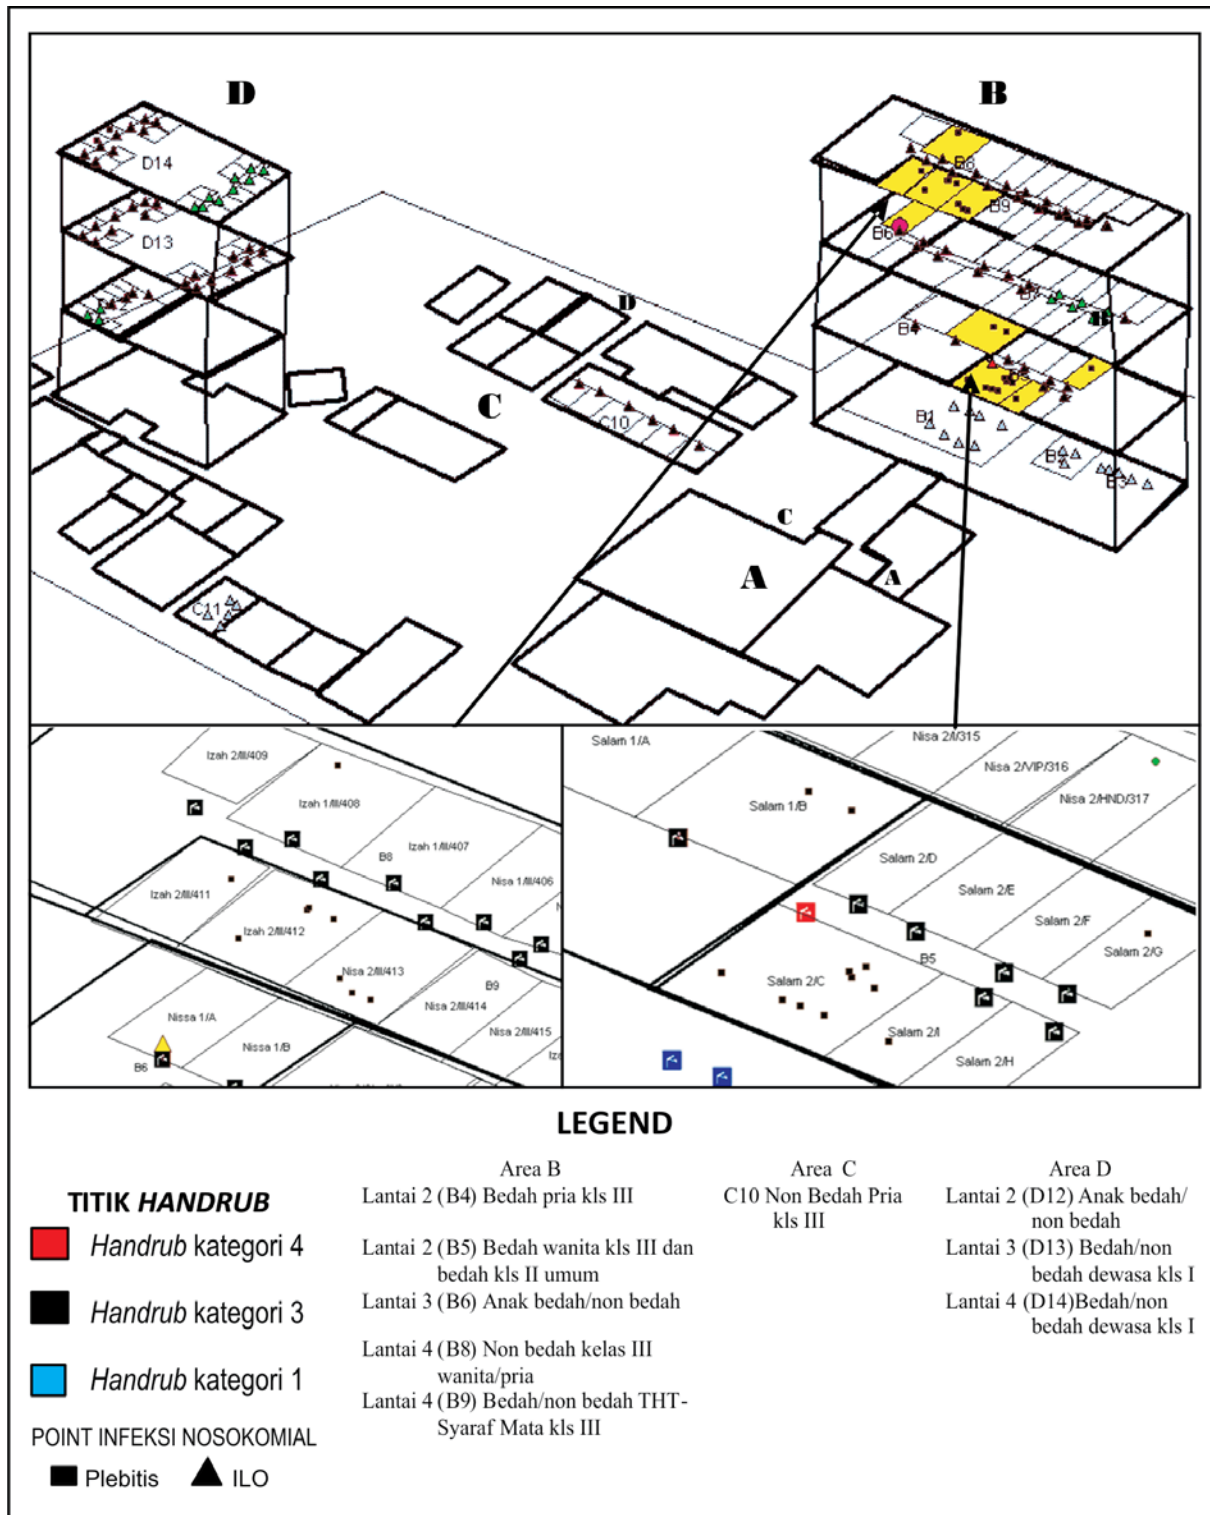 D
B
D14
B8
B9
D13
B6
B7
B
D
B4
C
C10
B1
B3
C
A
A
C11
Izah 2/III/409
Izah 1/III/408
Izah 1/III/407
B8
Nisa 1/III/406
Izah 2/III/411
Izah 2/III/412
Nisa 2/III/413
B9
Nisa 2/III/414
Nisa 2/III/415
Nissa 1/A
Nissa 1/B
B6
Salam 1/A
Nisa 2/I/315
Nisa 2/VIP/316
Salam 1/B
Nisa 2/HND/317
Salam 2/D
Salam 2/E
Salam 2/F
Salam 2/G
B5
Salam 2/C
Salam 2/I
Salam 2/H
LEGEND
TITIK HANDRUB
Handrub kategori 4
Handrub kategori 3
Handrub kategori 1
POINT INFEKSI NOSOKOMIAL
Plebitis ILO
Area B
Lantai 2 (B4) Bedah pria kls III
Lantai 2 (B5) Bedah wanita kls III dan
bedah kls II umum
Lantai 3 (B6) Anak bedah/non bedah
Lantai 4 (B8) Non bedah kelas III
wanita/pria
Lantai 4 (B9) Bedah/non bedah THT-
Syaraf Mata kls III
Area C
C10 Non Bedah Pria
kls III
Area D
Lantai 2 (D12) Anak bedah/
non bedah
Lantai 3 (D13) Bedah/non
bedah dewasa kls I
Lantai 4 (D14)Bedah/non
bedah dewasa kls I